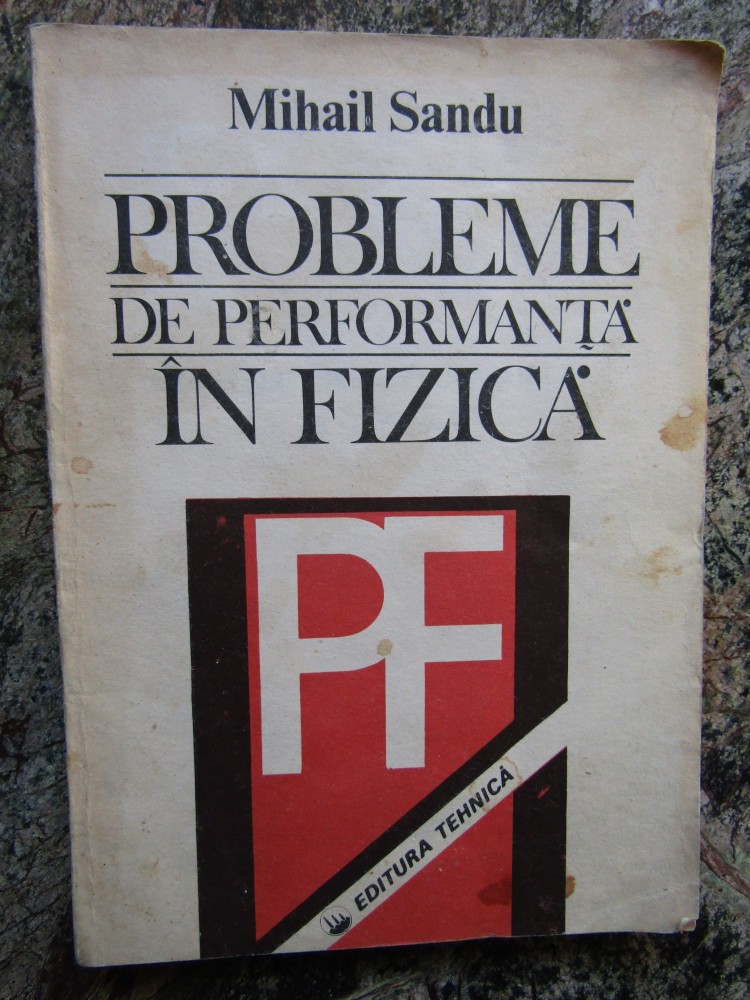 Mihail Sandu
PROBLEME
DE PERFORMANȚĂ
ÎN FIZICĂ
PF
EDITURA TEHNICĂ